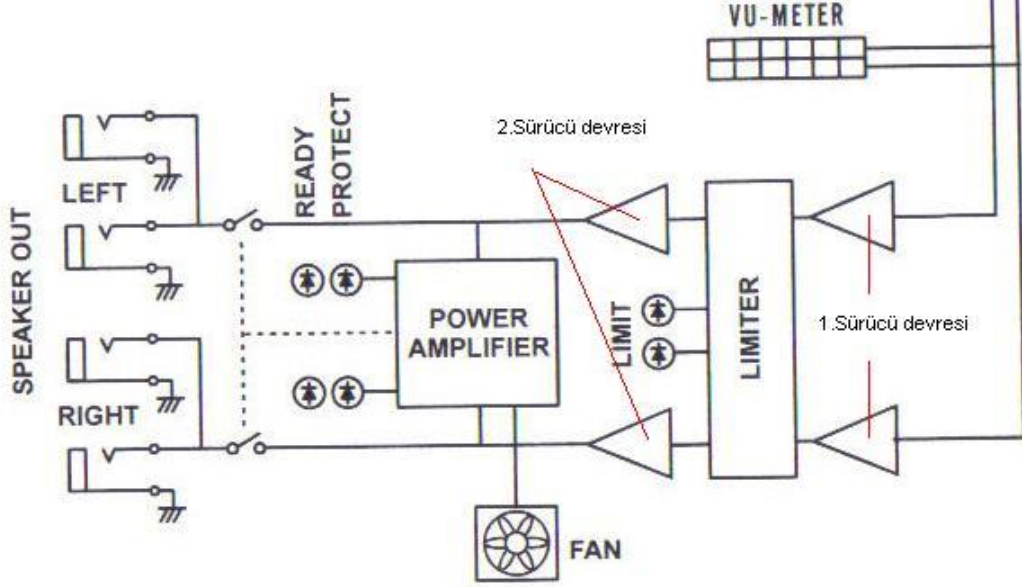 VU-METER
2.Sürücü devresi
READY
PROTECT
LEFT
SPEAKER OUT
LIMIT
LIMITER
POWER
AMPLIFIER
1.Sürücü devresi
RIGHT
FAN